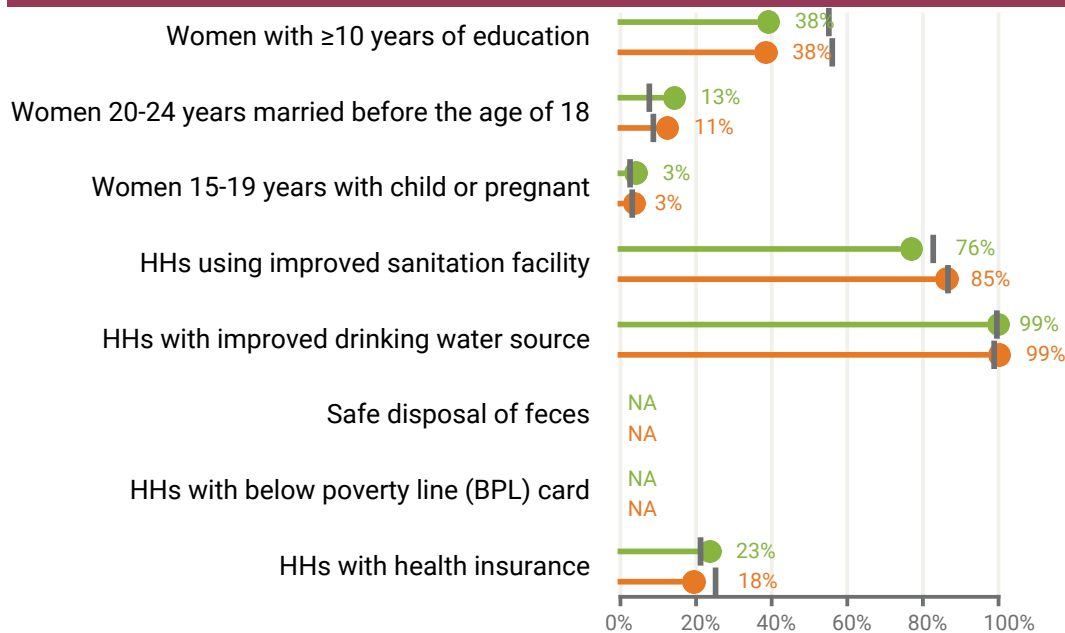 Women with ≥10 years of education
38%
38%
Women 20-24 years married before the age of 18
13%
11%
Women 15-19 years with child or pregnant
3%
3%
HHs using improved sanitation facility
76%
85%
HHs with improved drinking water source
99%
99%
Safe disposal of feces
NA
NA
HHs with below poverty line (BPL) card
NA
NA
HHs with health insurance
23%
18%
0% 20% 40% 60% 80% 100%